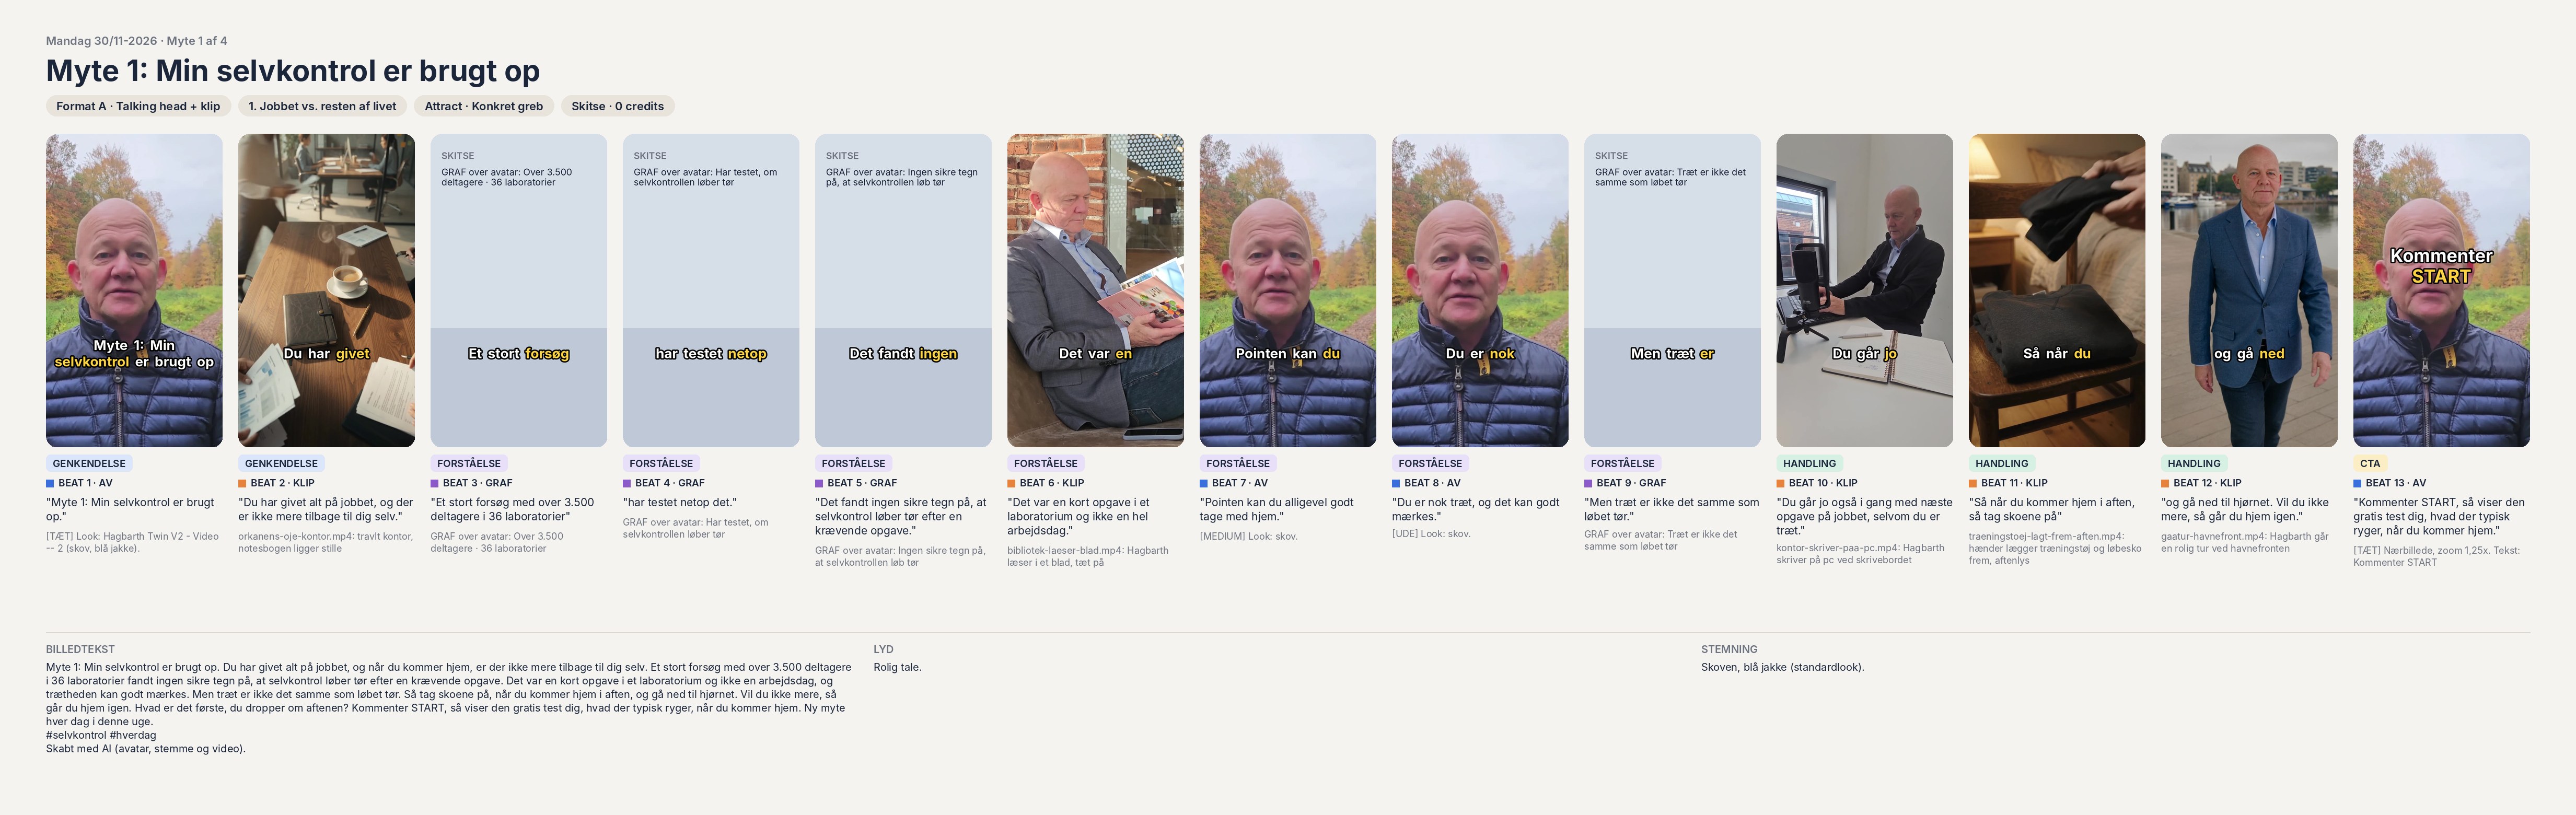 Mandag 30/11-2026 · Myte 1 af 4
Myte 1: Min selvkontrol er brugt op
Format A · Talking head + klip
1. Jobbet vs. resten af livet
Attract · Konkret greb
Skitse · 0 credits
Myte 1: Min
selvkontrol er brugt op
GENKENDELSE
BEAT 1 · AV
"Myte 1: Min selvkontrol er brugt
op."
[TÆT] Look: Hagbarth Twin V2 - Video
-- 2 (skov, blå jakke).
Du har givet
GENKENDELSE
BEAT 2 · KLIP
"Du har givet alt på jobbet, og der
er ikke mere tilbage til dig selv."
orkanens-oje-kontor.mp4: travlt kontor,
notesbogen ligger stille
SKITSE
GRAF over avatar: Over 3.500
deltagere · 36 laboratorier
Et stort forsøg
FORSTÅELSE
BEAT 3 · GRAF
"Et stort forsøg med over 3.500
deltagere i 36 laboratorier"
GRAF over avatar: Over 3.500
deltagere · 36 laboratorier
SKITSE
GRAF over avatar: Har testet, om
selvkontrollen løber tør
har testet netop
FORSTÅELSE
BEAT 4 · GRAF
"har testet netop det."
GRAF over avatar: Har testet, om
selvkontrollen løber tør
SKITSE
GRAF over avatar: Ingen sikre tegn
på, at selvkontrollen løb tør
Det fandt ingen
FORSTÅELSE
BEAT 5 · GRAF
"Det fandt ingen sikre tegn på, at
selvkontrol løber tør efter en
krævende opgave."
GRAF over avatar: Ingen sikre tegn på,
at selvkontrollen løb tør
Det var en
FORSTÅELSE
BEAT 6 · KLIP
"Det var en kort opgave i et
laboratorium og ikke en hel
arbejdsdag."
bibliotek-laeser-blad.mp4: Hagbarth
læser i et blad, tæt på
Pointen kan du
FORSTÅELSE
BEAT 7 · AV
"Pointen kan du alligevel godt
tage med hjem."
[MEDIUM] Look: skov.
Du er nok
FORSTÅELSE
BEAT 8 · AV
"Du er nok træt, og det kan godt
mærkes."
[UDE] Look: skov.
SKITSE
GRAF over avatar: Træt er ikke det
samme som løbet tør
Men træt er
FORSTÅELSE
BEAT 9 · GRAF
"Men træt er ikke det samme som
løbet tør."
GRAF over avatar: Træt er ikke det
samme som løbet tør
Du går jo
HANDLING
BEAT 10 · KLIP
"Du går jo også i gang med næste
opgave på jobbet, selvom du er
træt."
kontor-skriver-paa-pc.mp4: Hagbarth
skriver på pc ved skrivebordet
Så når du
HANDLING
BEAT 11 · KLIP
"Så når du kommer hjem i aften,
så tag skoene på"
traeningstoej-lagt-frem-aften.mp4:
hænder lægger træningstøj og løbesko
frem, aftenlys
og gå ned
HANDLING
BEAT 12 · KLIP
"og gå ned til hjørnet. Vil du ikke
mere, så går du hjem igen."
gaatur-havnefront.mp4: Hagbarth går
en rolig tur ved havnefronten
Kommenter
START
CTA
BEAT 13 · AV
"Kommenter START, så viser den
gratis test dig, hvad der typisk
ryger, når du kommer hjem."
[TÆT] Nærbillede, zoom 1,25x. Tekst:
Kommenter START
BILLEDTEKST
Myte 1: Min selvkontrol er brugt op. Du har givet alt på jobbet, og når du kommer hjem, er der ikke mere tilbage til dig selv. Et stort forsøg med over 3.500 deltagere
i 36 laboratorier fandt ingen sikre tegn på, at selvkontrol løber tør efter en krævende opgave. Det var en kort opgave i et laboratorium og ikke en arbejdsdag, og
trætheden kan godt mærkes. Men træt er ikke det samme som løbet tør. Så tag skoene på, når du kommer hjem i aften, og gå ned til hjørnet. Vil du ikke mere, så
går du hjem igen. Hvad er det første, du dropper om aftenen? Kommenter START, så viser den gratis test dig, hvad der typisk ryger, når du kommer hjem. Ny myte
hver dag i denne uge.
#selvkontrol #hverdag
Skabt med AI (avatar, stemme og video).
LYD
Rolig tale.
STEMNING
Skoven, blå jakke (standardlook).